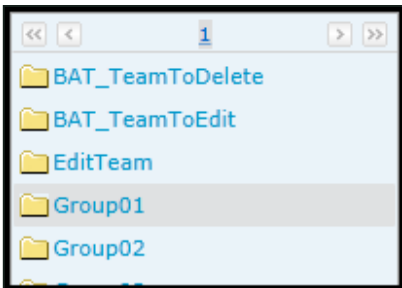 << < 1 > >>
BAT_TeamToDelete
BAT_TeamToEdit
EditTeam
Group01
Group02